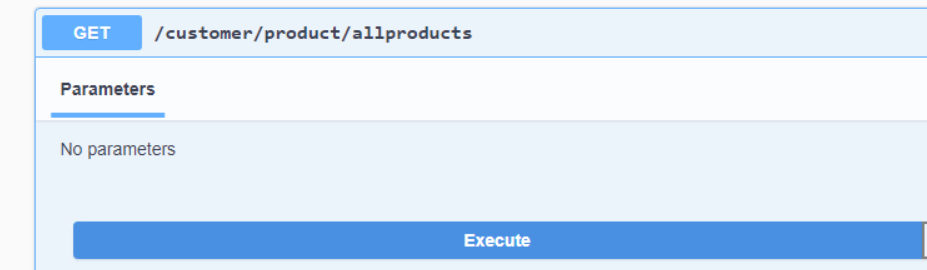 GET /customer/product/allproducts
Parameters
No parameters
Execute